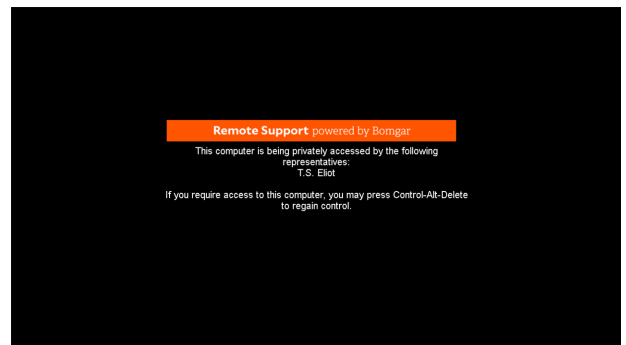 Remote Support powered by Bomgar
This computer is being privately accessed by the following
representatives:
T.S. Eliot
If you require access to this computer, you may press Control-Alt-Delete
to regain control.